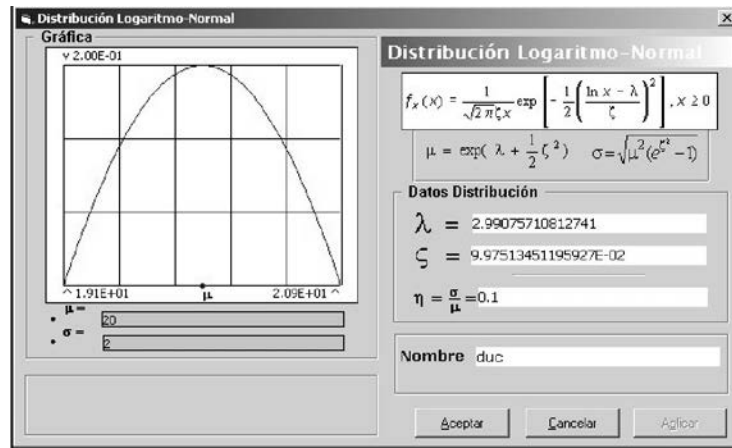 Distribución Logaritmo-Normal
Gráfica
y 2.00E-01
^ 1.91E+01 μ 2.09E+01 ^
• μ = 20
• σ = 2
Distribución Logaritmo-Normal
f_x(x) = 1/(√2π ζx) exp [ - 1/2 ( (ln x - λ)/ζ )² ], x ≥ 0
μ = exp( λ + 1/2 ζ² ) σ=√μ²(e^ζ² -1)
Datos Distribución
λ = 2.99075710812741
ζ = 9.97513451195927E-02
η = σ/μ = 0.1
Nombre duc
Aceptar Cancelar Aplicar